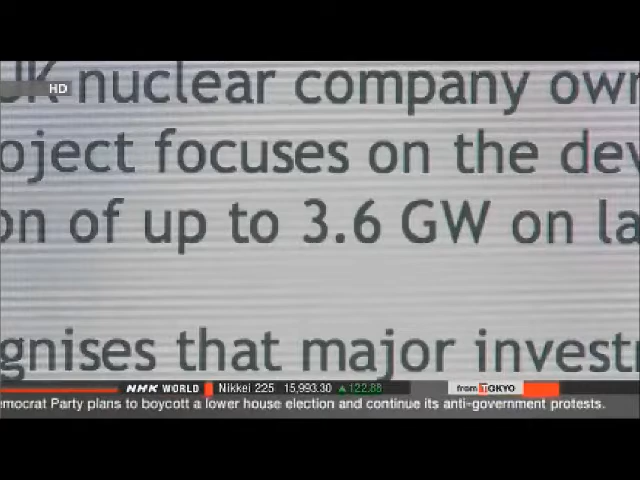 UK nuclear company own
HD
oject focuses on the dev
on of up to 3.6 GW on la
gnises that major invest
NHK WORLD Nikkei 225 15,993.30 ▲122.88 from TOKYO
emocrat Party plans to boycott a lower house election and continue its anti-government protests.